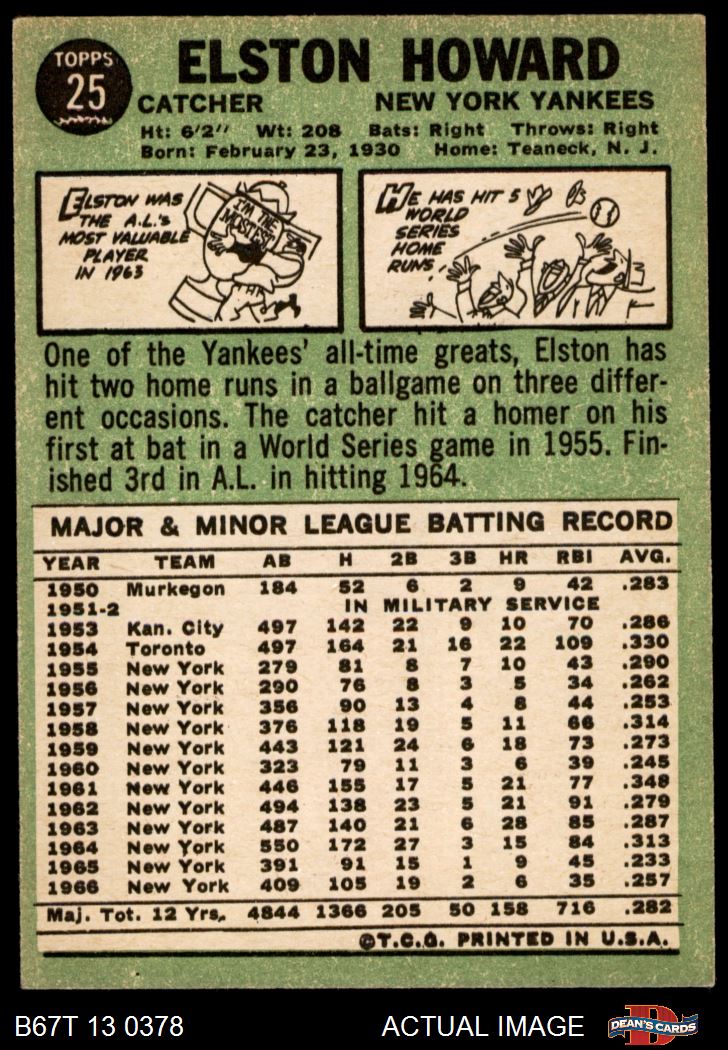 TOPPS
25
ELSTON HOWARD
CATCHER NEW YORK YANKEES
Ht: 6'2" Wt: 208 Bats: Right Throws: Right
Born: February 23, 1930 Home: Teaneck, N. J.
ELSTON WAS
THE A.L.'s
MOST VALUABLE
PLAYER
IN 1963
I'M THE
MOSTEST
HE HAS HIT 5
WORLD
SERIES
HOME
RUNS.
One of the Yankees' all-time greats, Elston has
hit two home runs in a ballgame on three differ-
ent occasions. The catcher hit a homer on his
first at bat in a World Series game in 1955. Fin-
ished 3rd in A.L. in hitting 1964.
MAJOR & MINOR LEAGUE BATTING RECORD
YEAR TEAM AB H 2B 3B HR RBI AVG.
1950 Murkegon 184 52 6 2 9 42 .283
1951-2 IN MILITARY SERVICE
1953 Kan. City 497 142 22 9 10 70 .286
1954 Toronto 497 164 21 16 22 109 .330
1955 New York 279 81 8 7 10 43 .290
1956 New York 290 76 8 3 5 34 .262
1957 New York 356 90 13 4 8 44 .253
1958 New York 376 118 19 5 11 66 .314
1959 New York 443 121 24 6 18 73 .273
1960 New York 323 79 11 3 6 39 .245
1961 New York 446 155 17 5 21 77 .348
1962 New York 494 138 23 5 21 91 .279
1963 New York 487 140 21 6 28 85 .287
1964 New York 550 172 27 3 15 84 .313
1965 New York 391 91 15 1 9 45 .233
1966 New York 409 105 19 2 6 35 .257
Maj. Tot. 12 Yrs. 4844 1366 205 50 158 716 .282
©T.C.G. PRINTED IN U.S.A.
B67T 13 0378 ACTUAL IMAGE
D
DEAN'S CARDS